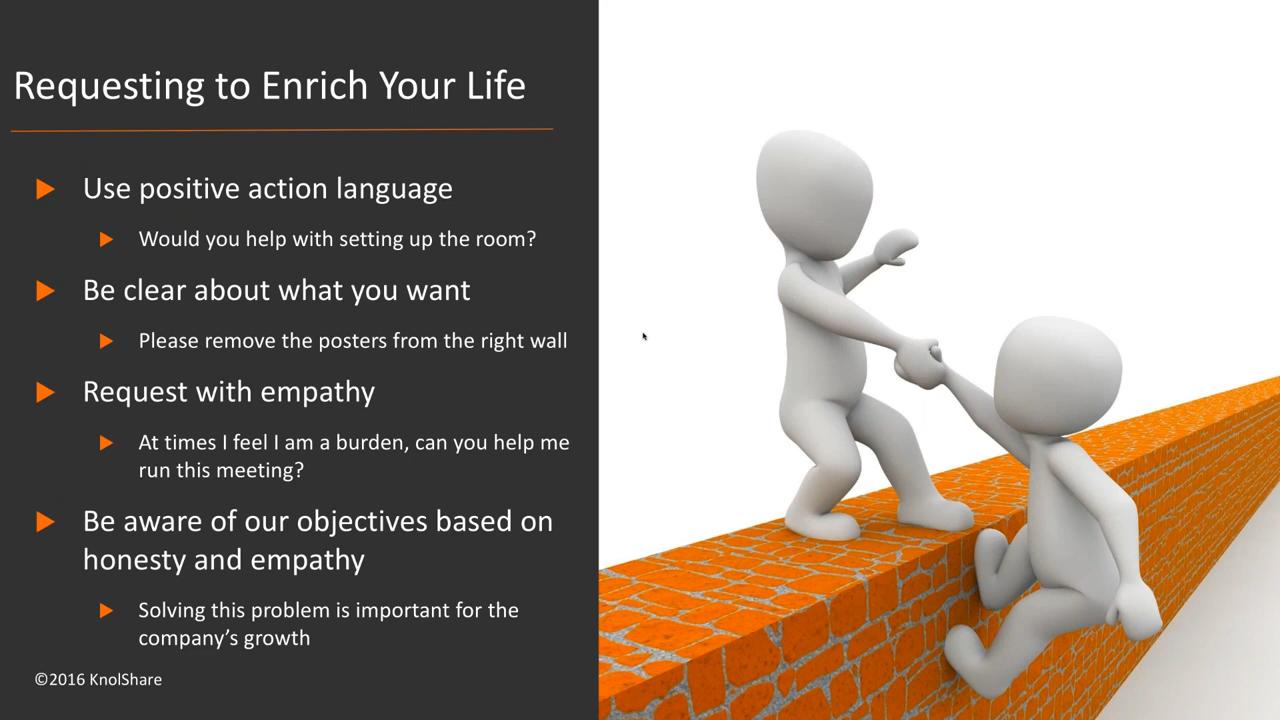 Requesting to Enrich Your Life
Use positive action language
Would you help with setting up the room?
Be clear about what you want
Please remove the posters from the right wall
Request with empathy
At times I feel I am a burden, can you help me
run this meeting?
Be aware of our objectives based on
honesty and empathy
Solving this problem is important for the
company’s growth
©2016 KnolShare